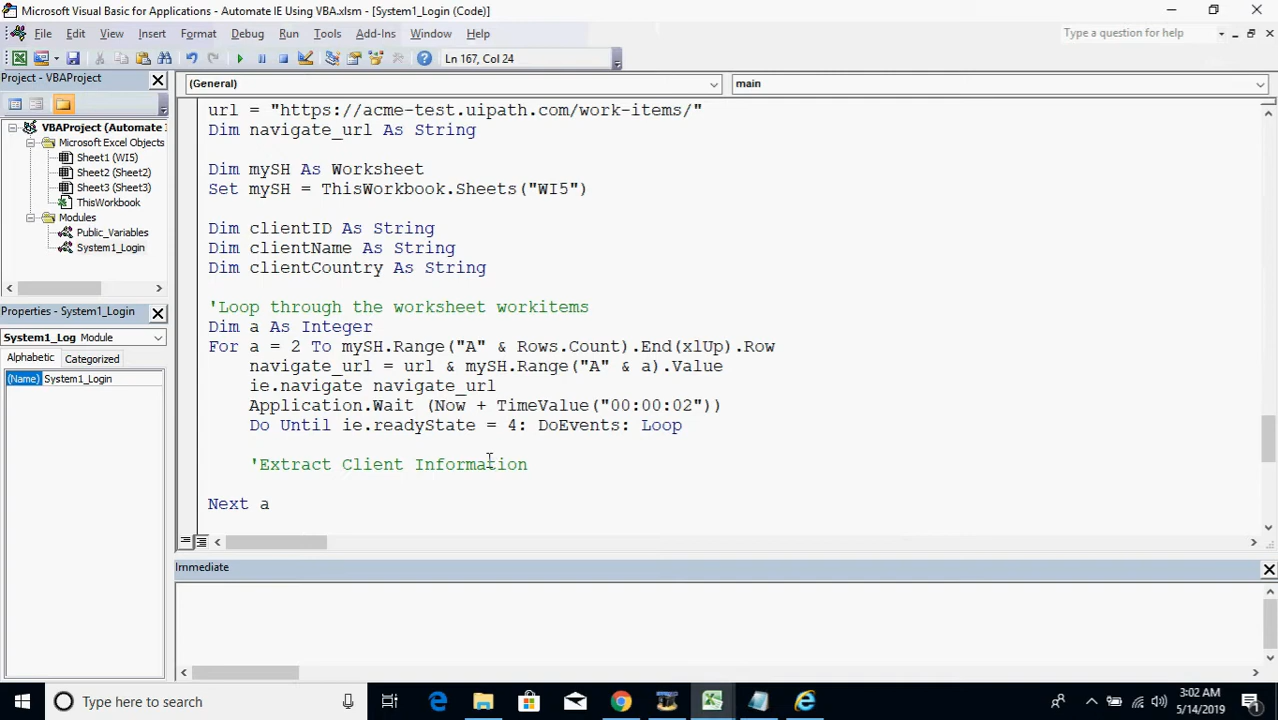 Microsoft Visual Basic for Applications - Automate IE Using VBA.xlsm - [System1_Login (Code)]
File Edit View Insert Format Debug Run Tools Add-Ins Window Help
Type a question for help
Ln 167, Col 24
Project - VBAProject
(General)
main
VBAProject (Automate I
Microsoft Excel Objects
Sheet1 (WI5)
Sheet2 (Sheet2)
Sheet3 (Sheet3)
ThisWorkbook
Modules
Public_Variables
System1_Login
Properties - System1_Login
System1_Log Module
Alphabetic Categorized
(Name) System1_Login
url = "https://acme-test.uipath.com/work-items/"
Dim navigate_url As String
Dim mySH As Worksheet
Set mySH = ThisWorkbook.Sheets("WI5")
Dim clientID As String
Dim clientName As String
Dim clientCountry As String
'Loop through the worksheet workitems
Dim a As Integer
For a = 2 To mySH.Range("A" & Rows.Count).End(xlUp).Row
navigate_url = url & mySH.Range("A" & a).Value
ie.navigate navigate_url
Application.Wait (Now + TimeValue("00:00:02"))
Do Until ie.readyState = 4: DoEvents: Loop
'Extract Client Information
Next a
Immediate
Type here to search
3:02 AM
5/14/2019
1